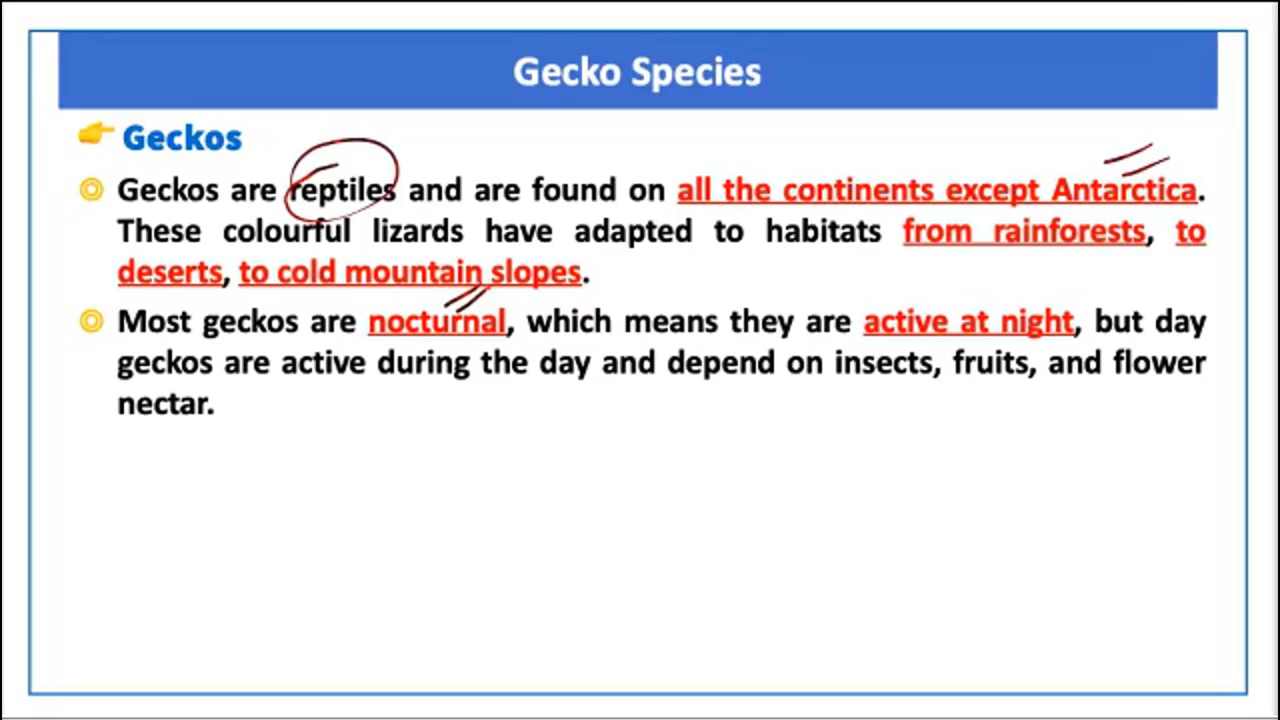 Gecko Species
Geckos
Geckos are reptiles and are found on all the continents except Antarctica.
These colourful lizards have adapted to habitats from rainforests, to
deserts, to cold mountain slopes.
Most geckos are nocturnal, which means they are active at night, but day
geckos are active during the day and depend on insects, fruits, and flower
nectar.